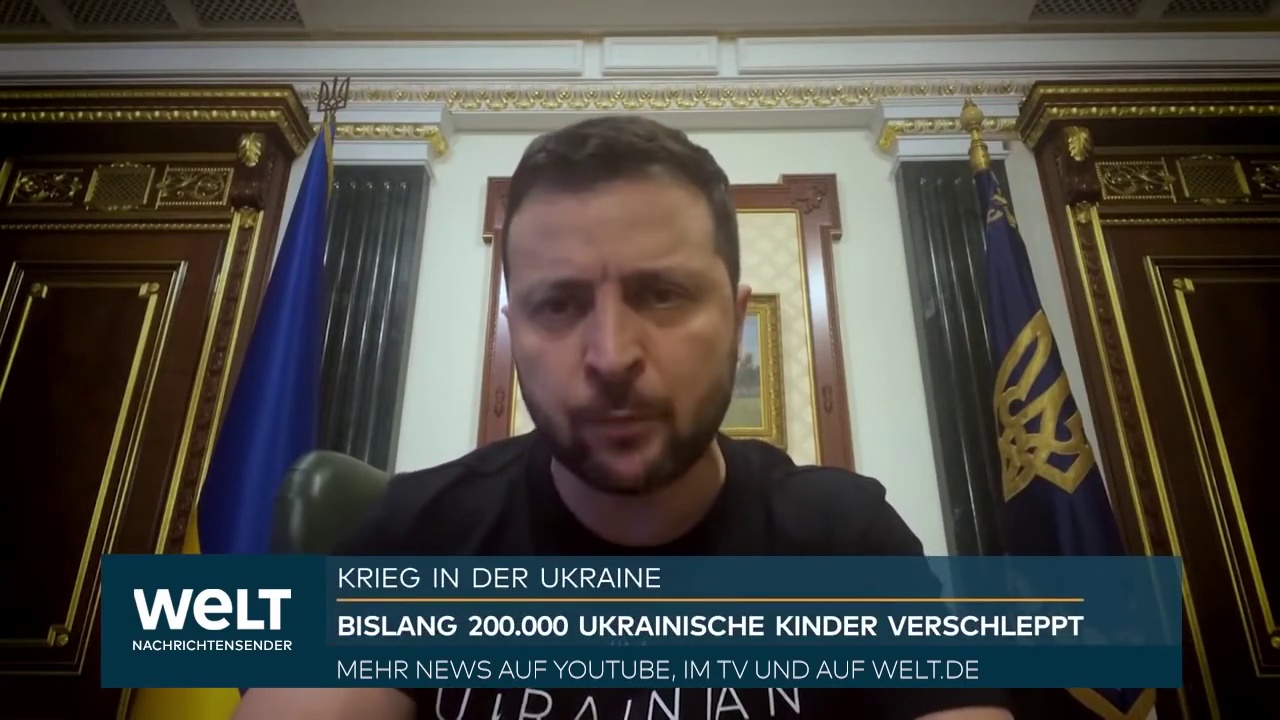 WELT
NACHRICHTENSENDER
KRIEG IN DER UKRAINE
BISLANG 200.000 UKRAINISCHE KINDER VERSCHLEPPT
MEHR NEWS AUF YOUTUBE, IM TV UND AUF WELT.DE
UKRAINIAN